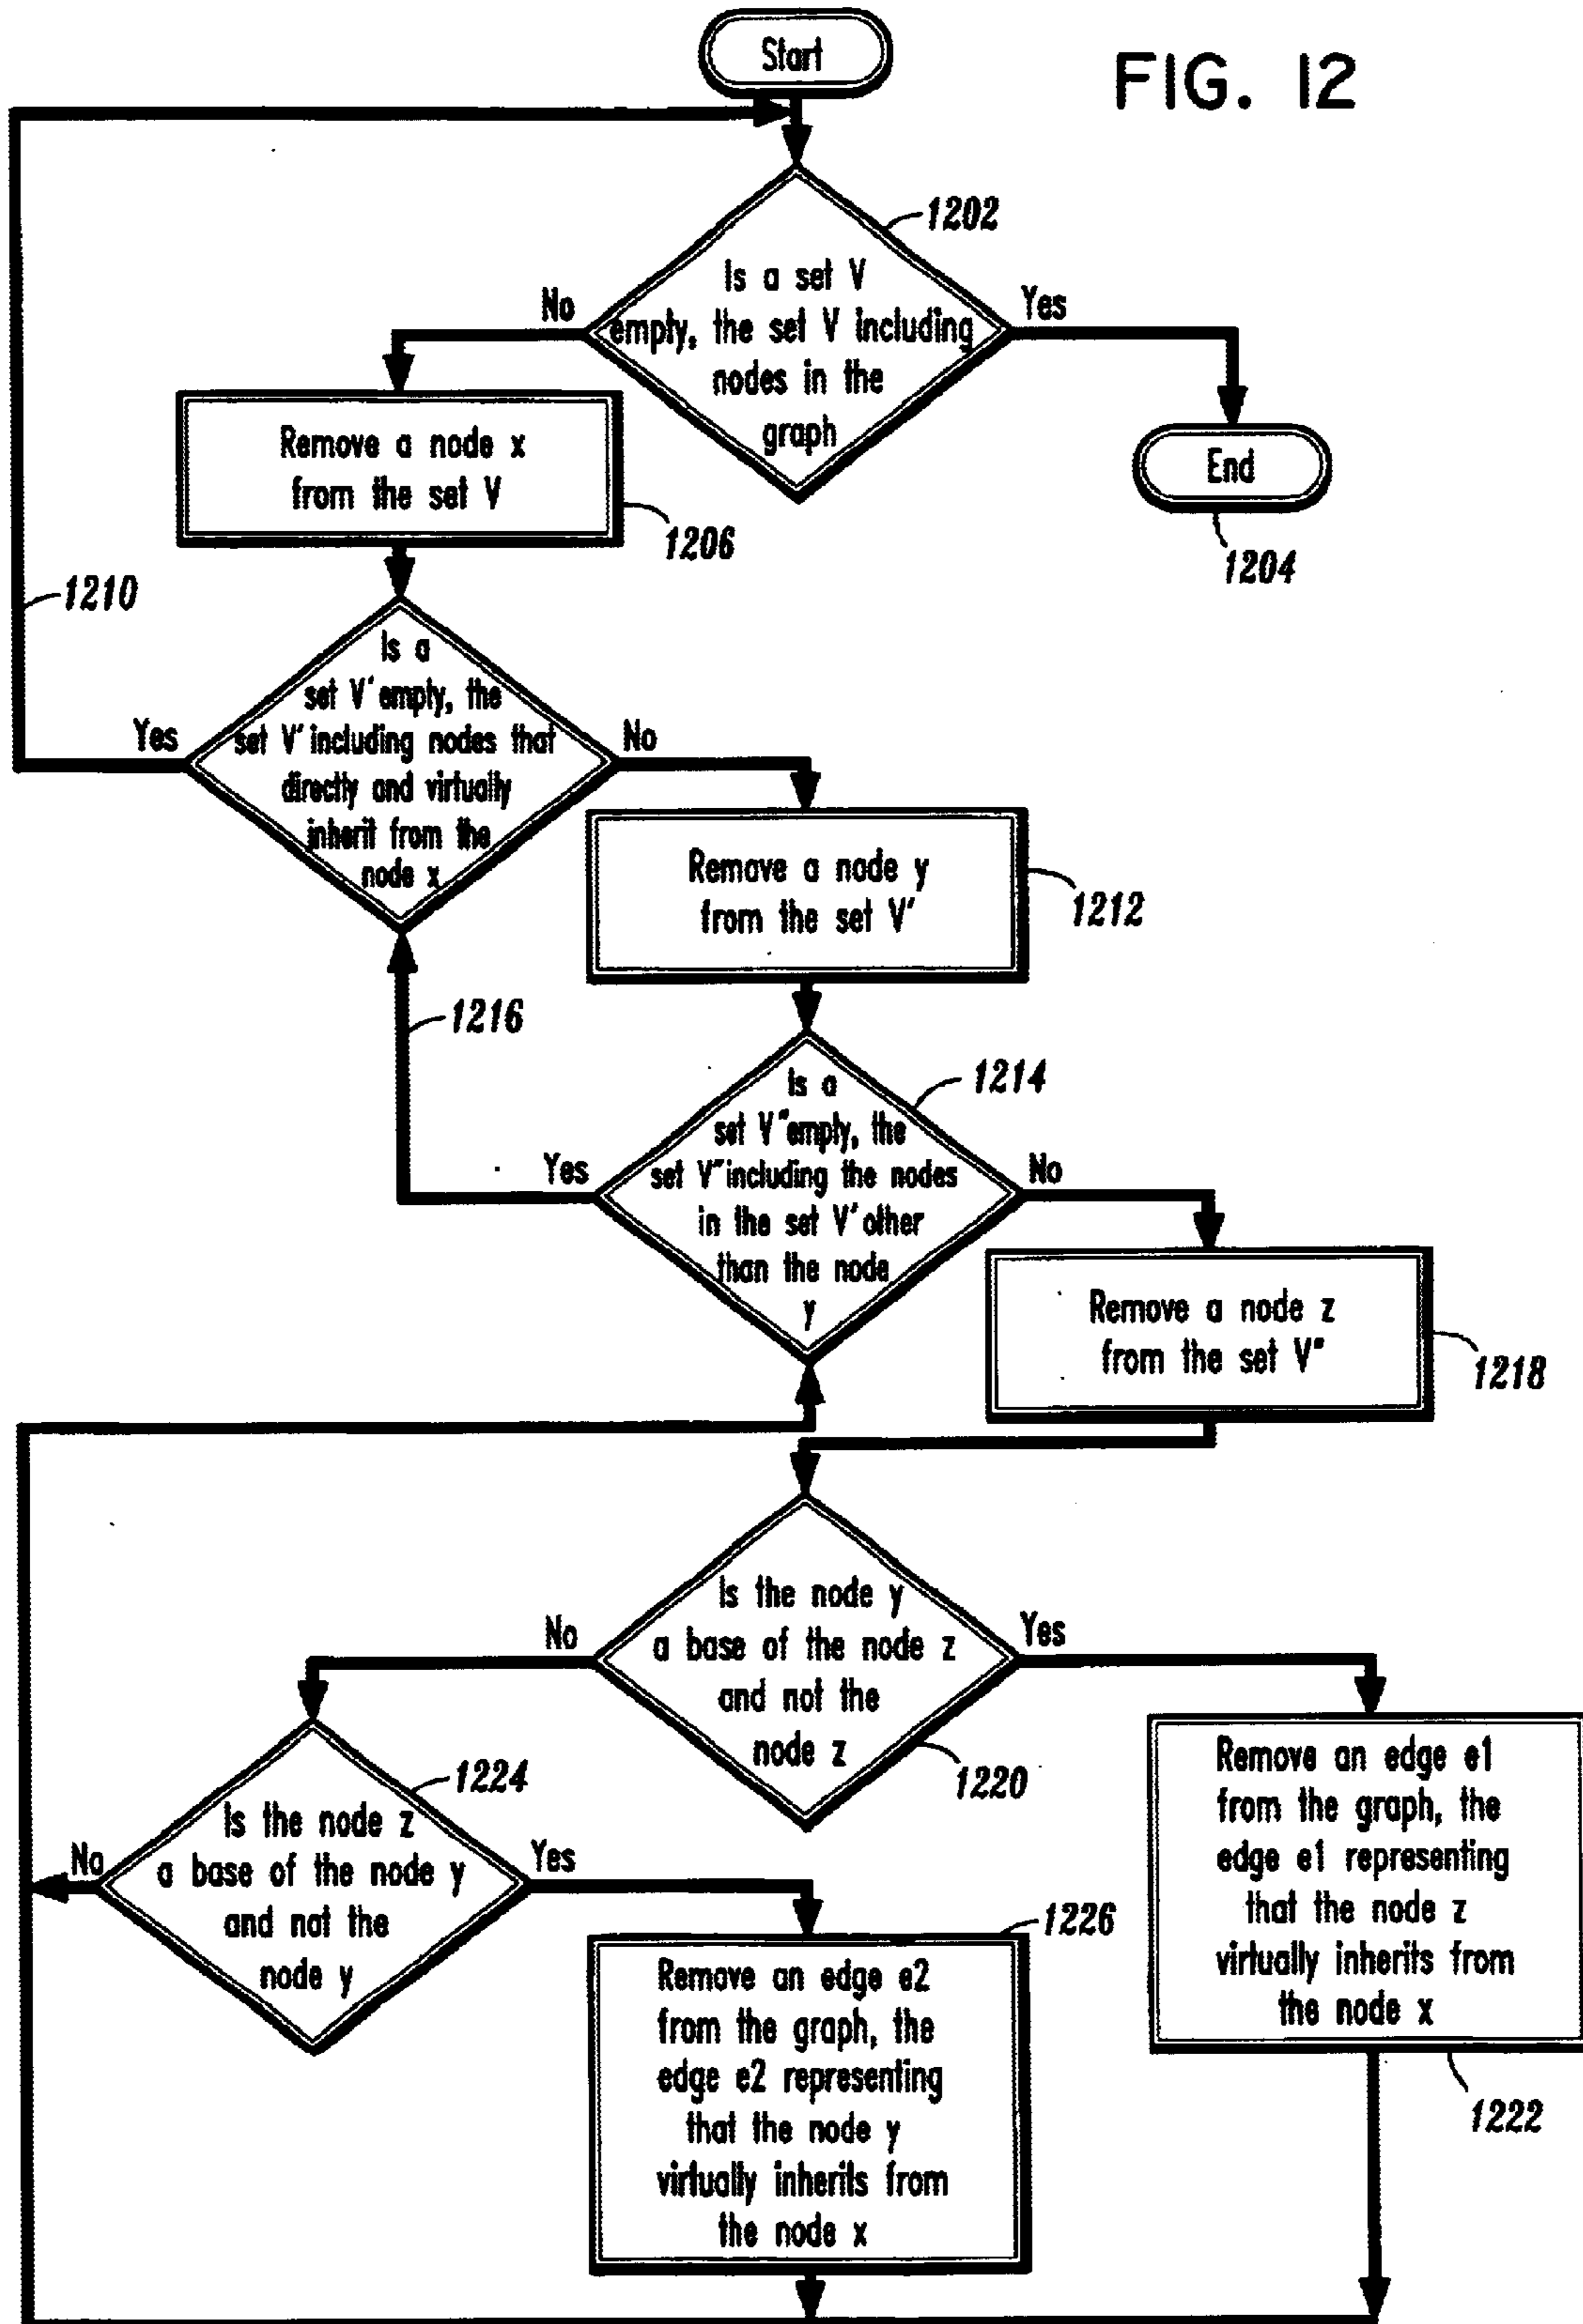 Start
FIG. 12
1202
Is a set V
empty, the set V including
nodes in the
graph
No
Yes
Remove a node x
from the set V
1206
End
1204
1210
Is a
set V' empty, the
set V' including nodes that
directly and virtually
inherit from the
node x
Yes
No
Remove a node y
from the set V'
1212
1216
1214
Is a
set V" empty, the
set V" including the nodes
in the set V' other
than the node
y
Yes
No
Remove a node z
from the set V"
1218
Is the node y
a base of the node z
and not the
node z
No
Yes
1220
1224
Is the node z
a base of the node y
and not the
node y
No
Yes
Remove an edge e1
from the graph, the
edge e1 representing
that the node z
virtually inherits from
the node x
1222
1226
Remove an edge e2
from the graph, the
edge e2 representing
that the node y
virtually inherits from
the node x